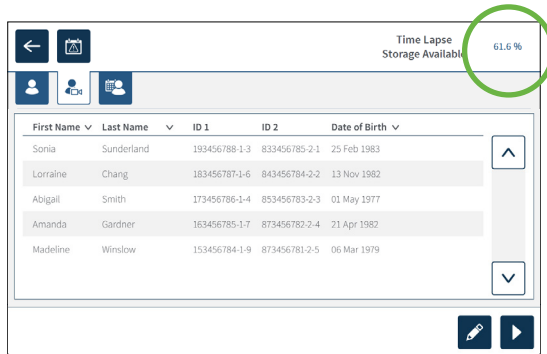 Time Lapse
Storage Available 61.6 %
First Name Last Name ID 1 ID 2 Date of Birth
Sonia Sunderland 193456788-1-3 833456785-2-1 25 Feb 1983
Lorraine Chang 183456787-1-6 843456784-2-2 13 Nov 1982
Abigail Smith 173456786-1-4 853456783-2-3 01 May 1977
Amanda Gardner 163456785-1-7 873456782-2-4 21 Apr 1982
Madeline Winslow 153456784-1-9 873456781-2-5 06 Mar 1979